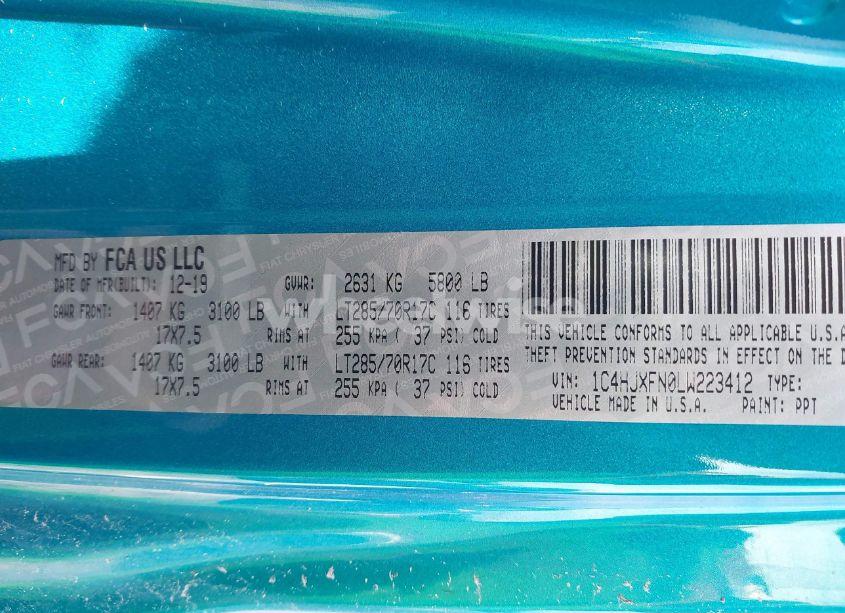 MFD BY FCA US LLC
DATE OF MFR(BUILT): 12-19 GVWR: 2631 KG 5800 LB
GAWR FRONT: 1407 KG 3100 LB WITH LT285/70R17C 116 TIRES
17X7.5 RIMS AT 255 KPA ( 37 PSI) COLD
GAWR REAR: 1407 KG 3100 LB WITH LT285/70R17C 116 TIRES
17X7.5 RIMS AT 255 KPA ( 37 PSI) COLD
THIS VEHICLE CONFORMS TO ALL APPLICABLE U.S.A
THEFT PREVENTION STANDARDS IN EFFECT ON THE D
VIN: 1C4HJXFN0LW223412 TYPE:
VEHICLE MADE IN U.S.A. PAINT: PPT